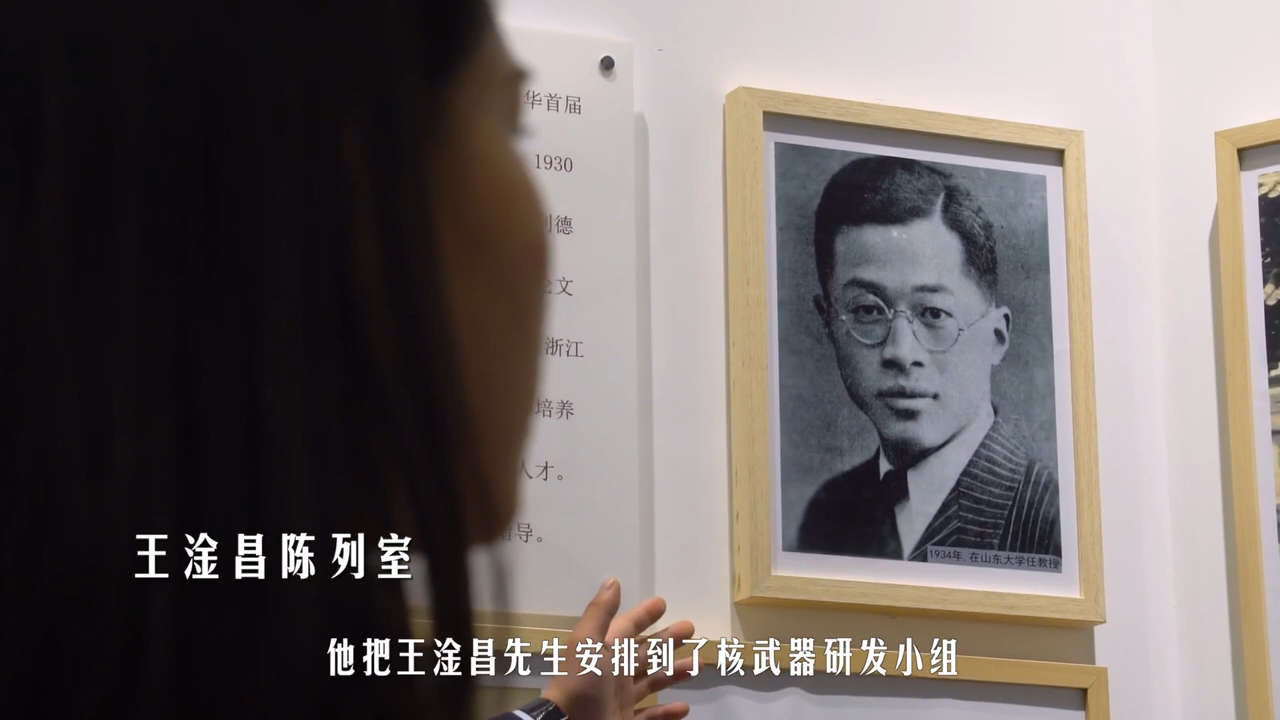 华首届
1930
德
文
浙江
培养
人才。
导。
1934年，在山东大学任教授
王淦昌陈列室
他把王淦昌先生安排到了核武器研发小组